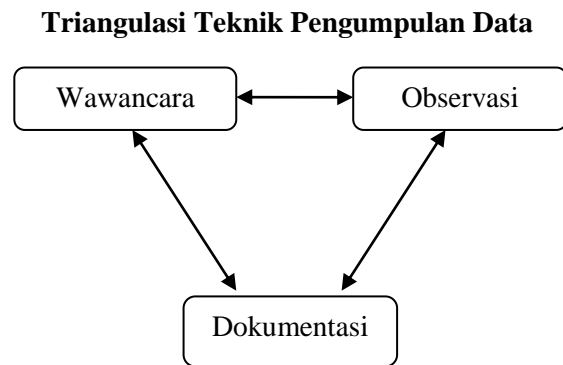 Triangulasi Teknik Pengumpulan Data
Wawancara
Observasi
Dokumentasi